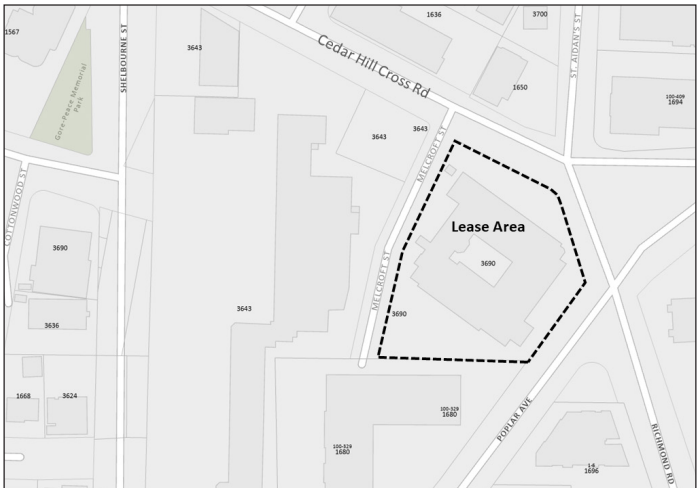 1636
3700
1567
SHELBOURNE ST
3643
Cedar Hill Cross Rd
ST. AIDAN'S ST
Gore-Peace Memorial
Park
1650
100-409
1694
3643
3643
MELCROFT ST
COTTONWOOD ST
Lease Area
3690
3690
MELCROFT ST
3643
3690
3636
1668
3624
100-329
1680
100-329
1680
POPLAR AVE
RICHMOND RD
1-6
1696